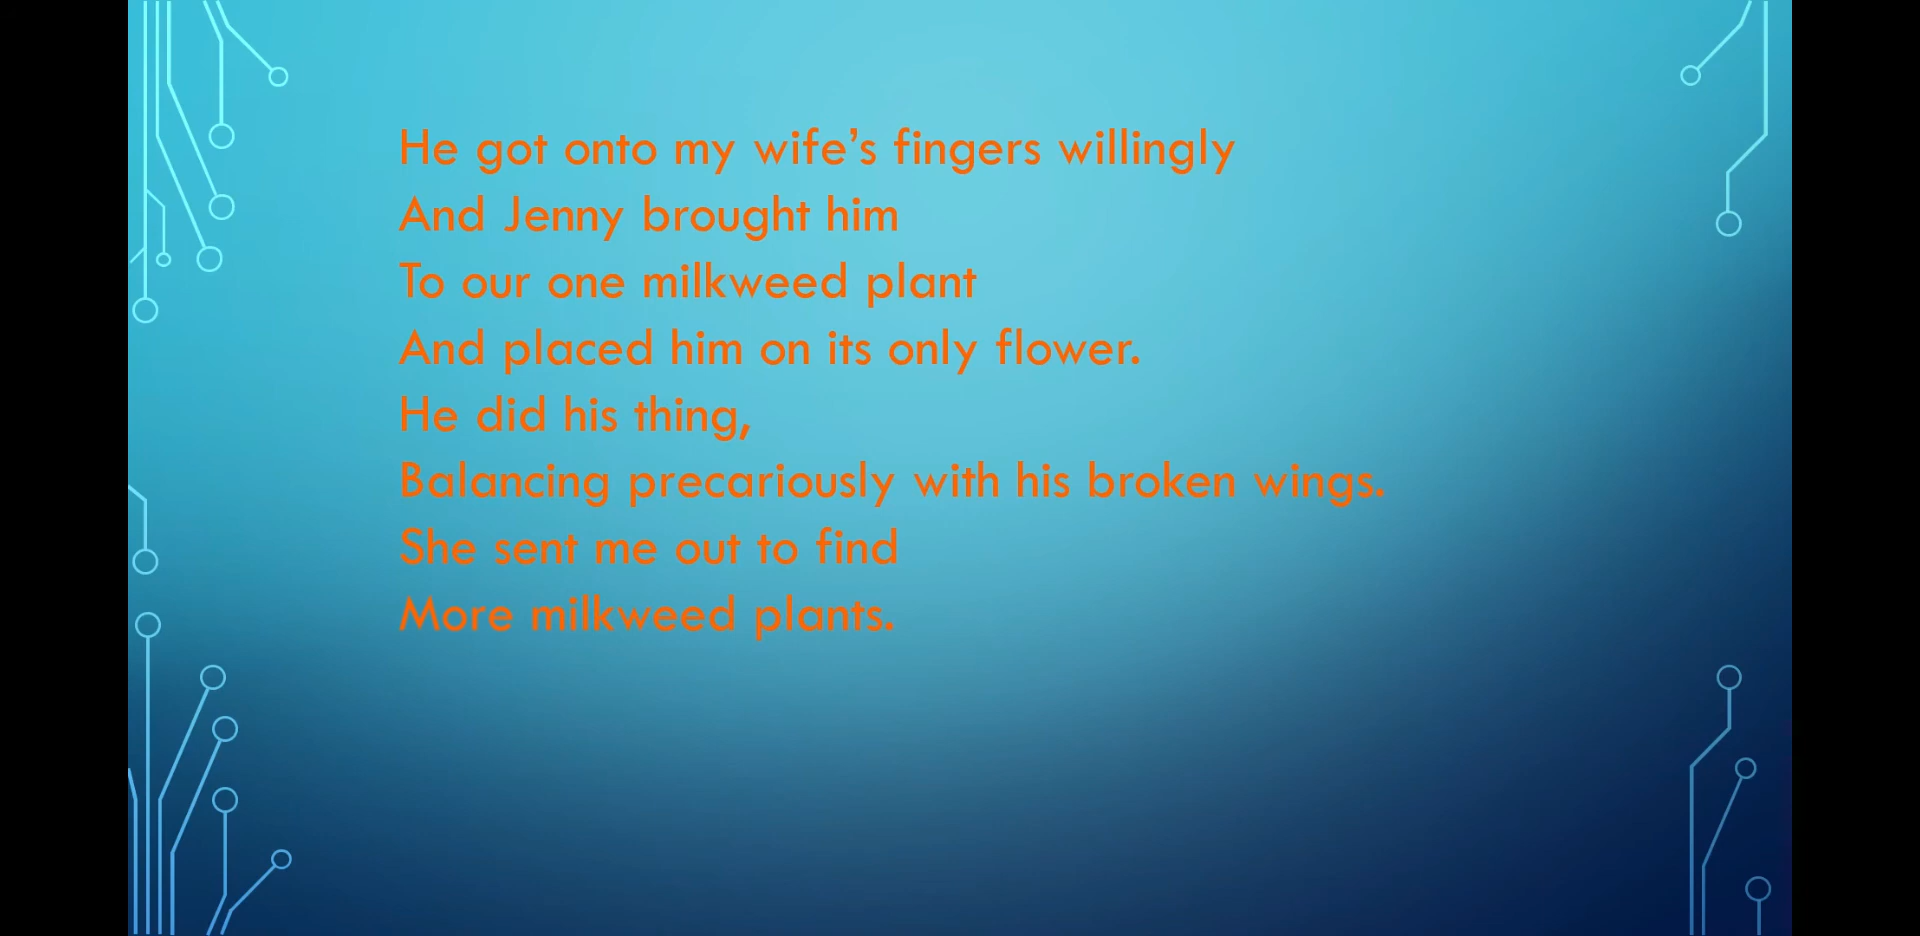 He got onto my wife’s fingers willingly
And Jenny brought him
To our one milkweed plant
And placed him on its only flower.
He did his thing,
Balancing precariously with his broken wings.
She sent me out to find
More milkweed plants.